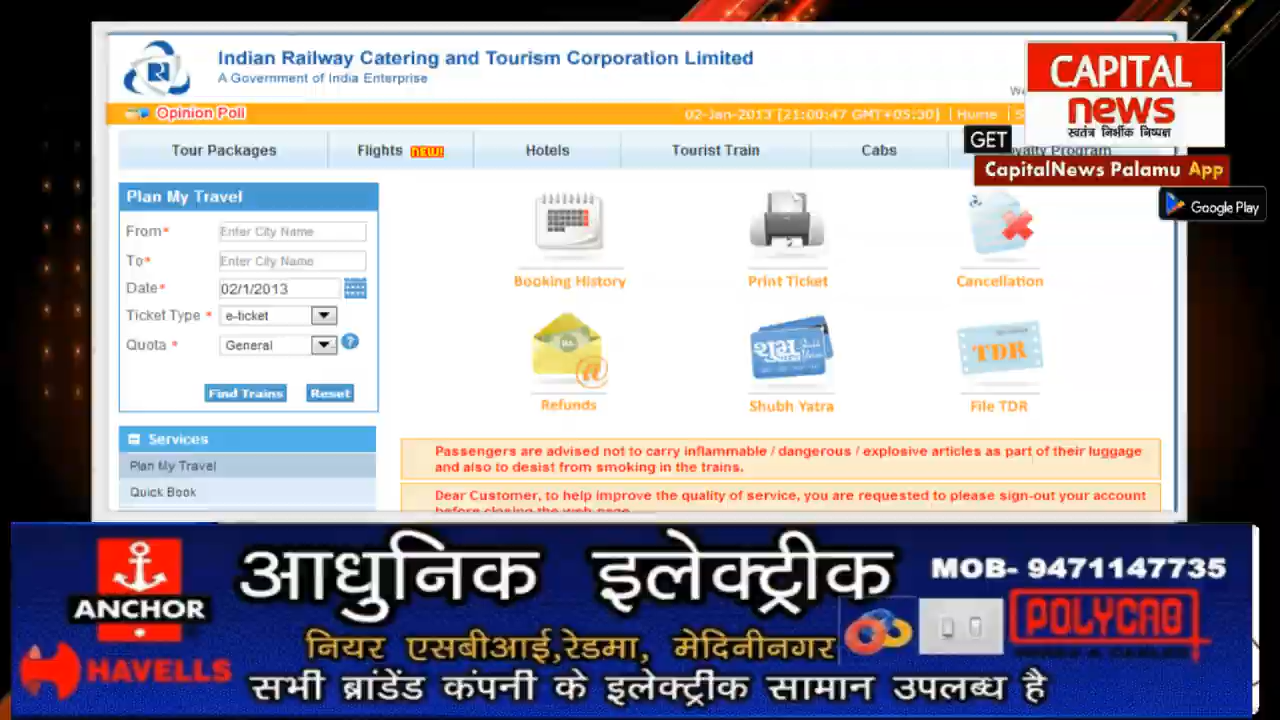 Indian Railway Catering and Tourism Corporation Limited
A Government of India Enterprise
CAPITAL
news
स्वतंत्र निर्भीक निष्पक्ष
Opinion Poll
02-Jan-2013 [21:00:47 GMT+05:30] | Home |
GET
CapitalNews Palamu App
Google Play
Tour Packages
Flights NEW!
Hotels
Tourist Train
Cabs
Program
Plan My Travel
From*
Enter City Name
To*
Enter City Name
Date*
02/1/2013
Ticket Type *
e-ticket
Quota *
General
?
Find Trains
Reset
Booking History
Print Ticket
Cancellation
शुभ
TDR
@
Refunds
Shubh Yatra
File TDR
Services
Plan My Travel
Quick Book
Passengers are advised not to carry inflammable / dangerous / explosive articles as part of their luggage
and also to desist from smoking in the trains.
Dear Customer, to help improve the quality of service, you are requested to please sign-out your account
before closing the web page
ANCHOR
HAVELLS
आधुनिक इलेक्ट्रीक
MOB- 9471147735
POLYCAB
नियर एसबीआई,रेडमा, मेदिनीनगर
सभी ब्रांडेंड कंपनी के इलेक्ट्रीक सामान उपलब्ध है